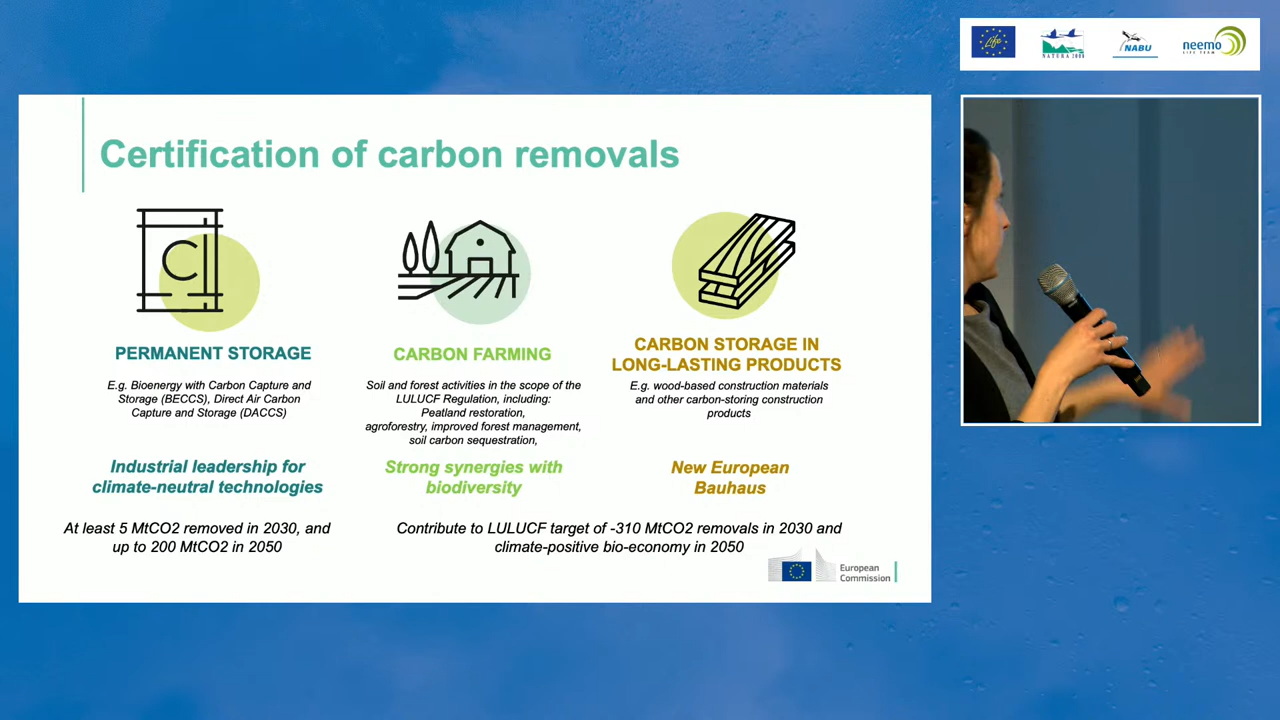 Life
NATURA 2000
NABU
neemo
LIFE TEAM
Certification of carbon removals
C
PERMANENT STORAGE
E.g. Bioenergy with Carbon Capture and
Storage (BECCS), Direct Air Carbon
Capture and Storage (DACCS)
Industrial leadership for
climate-neutral technologies
At least 5 MtCO2 removed in 2030, and
up to 200 MtCO2 in 2050
CARBON FARMING
Soil and forest activities in the scope of the
LULUCF Regulation, including:
Peatland restoration,
agroforestry, improved forest management,
soil carbon sequestration,
Strong synergies with
biodiversity
CARBON STORAGE IN
LONG-LASTING PRODUCTS
E.g. wood-based construction materials
and other carbon-storing construction
products
New European
Bauhaus
Contribute to LULUCF target of -310 MtCO2 removals in 2030 and
climate-positive bio-economy in 2050
European
Commission